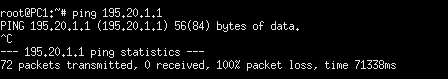 root@PC1:~# ping 195.20.1.1
PING 195.20.1.1 (195.20.1.1) 56(84) bytes of data.
^C
--- 195.20.1.1 ping statistics ---
72 packets transmitted, 0 received, 100% packet loss, time 71338ms